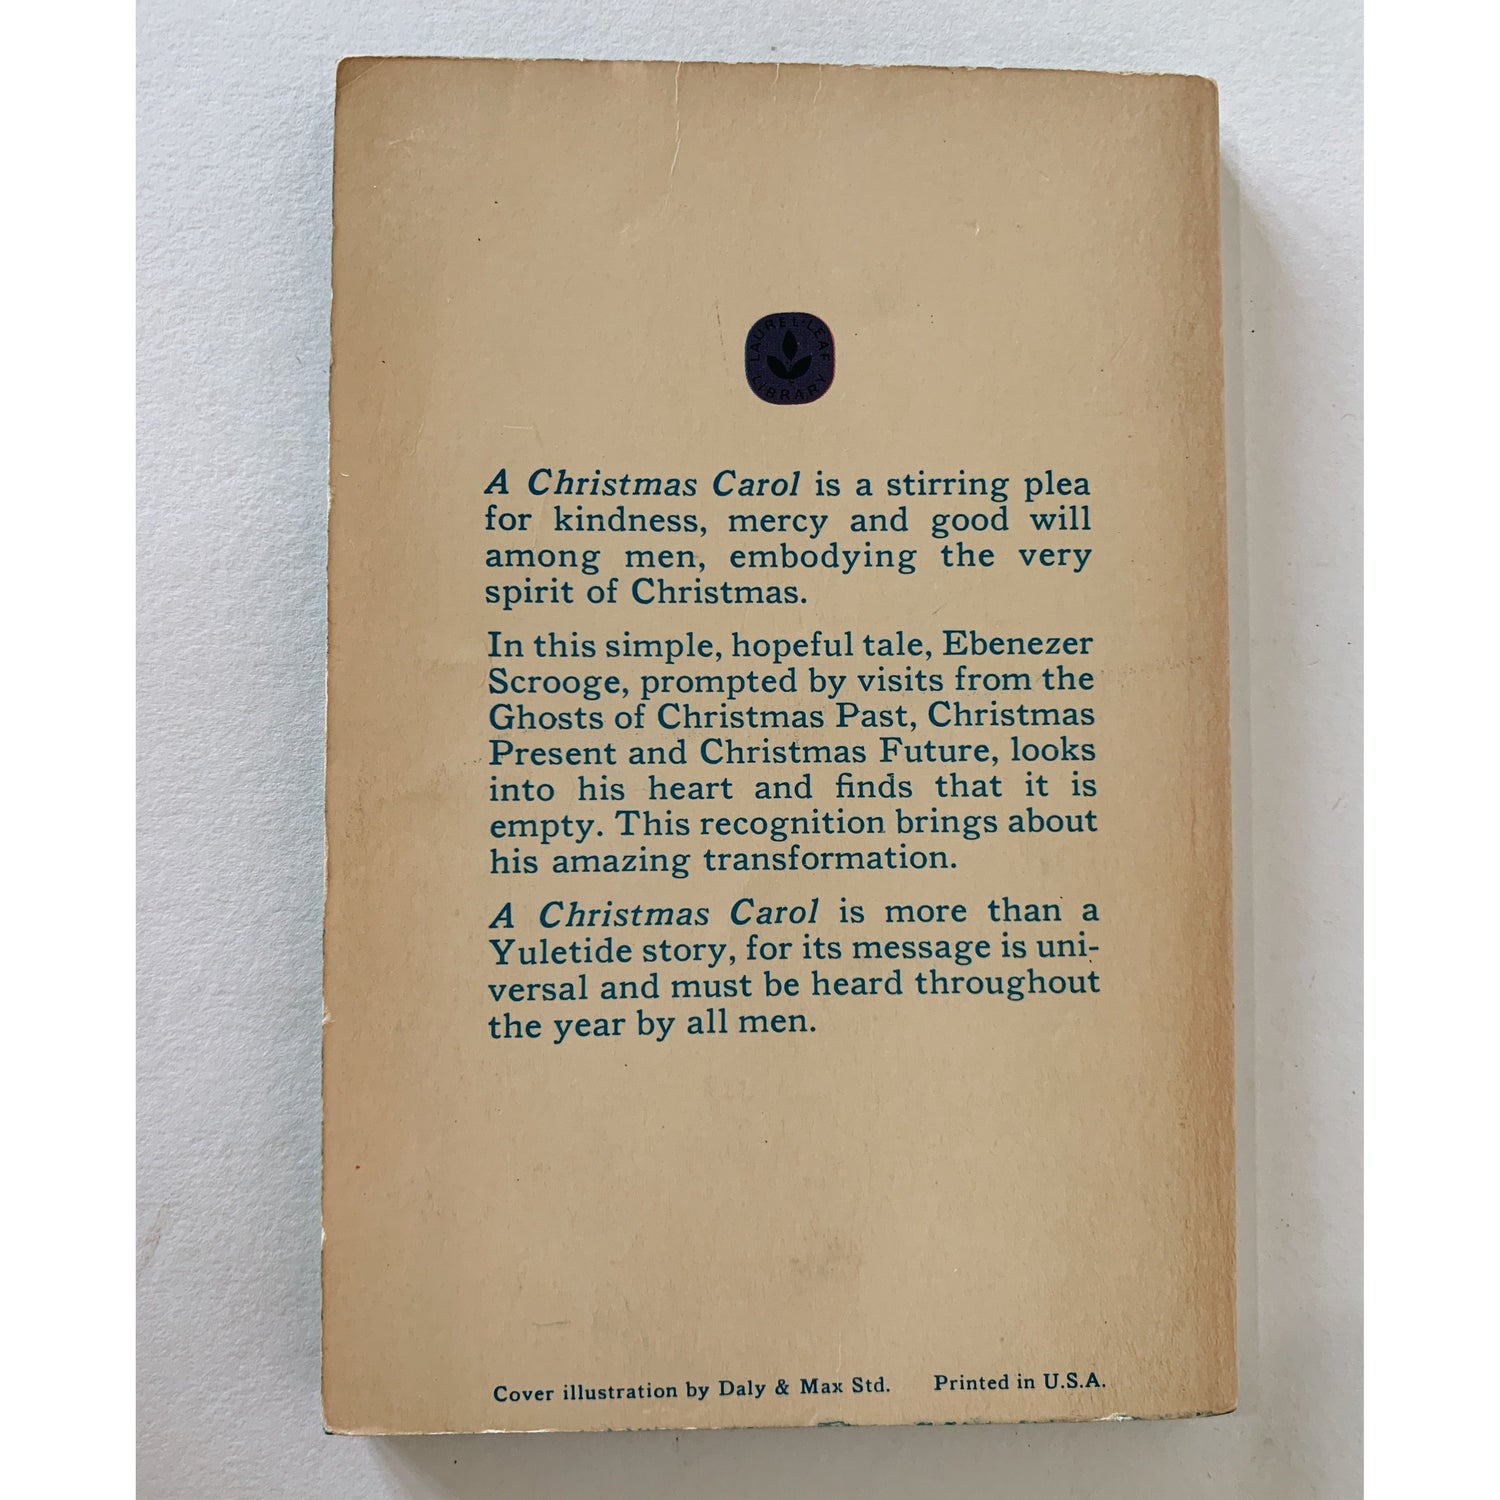 LAUREL-LEAF
LIBRARY
A Christmas Carol is a stirring plea
for kindness, mercy and good will
among men, embodying the very
spirit of Christmas.
In this simple, hopeful tale, Ebenezer
Scrooge, prompted by visits from the
Ghosts of Christmas Past, Christmas
Present and Christmas Future, looks
into his heart and finds that it is
empty. This recognition brings about
his amazing transformation.
A Christmas Carol is more than a
Yuletide story, for its message is uni-
versal and must be heard throughout
the year by all men.
Cover illustration by Daly & Max Std. Printed in U.S.A.